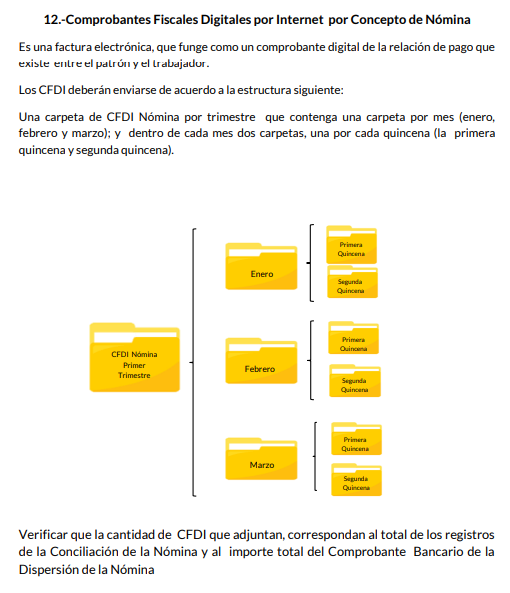 12.-Comprobantes Fiscales Digitales por Internet por Concepto de Nómina
Es una factura electrónica, que funge como un comprobante digital de la relación de pago que
existe entre el patrón y el trabajador.
Los CFDI deberán enviarse de acuerdo a la estructura siguiente:
Una carpeta de CFDI Nómina por trimestre que contenga una carpeta por mes (enero,
febrero y marzo); y dentro de cada mes dos carpetas, una por cada quincena (la primera
quincena y segunda quincena).
CFDI Nómina
Primer
Trimestre
Enero
Primera
Quincena
Segunda
Quincena
Febrero
Primera
Quincena
Segunda
Quincena
Marzo
Primera
Quincena
Segunda
Quincena
Verificar que la cantidad de CFDI que adjuntan, correspondan al total de los registros
de la Conciliación de la Nómina y al importe total del Comprobante Bancario de la
Dispersión de la Nómina